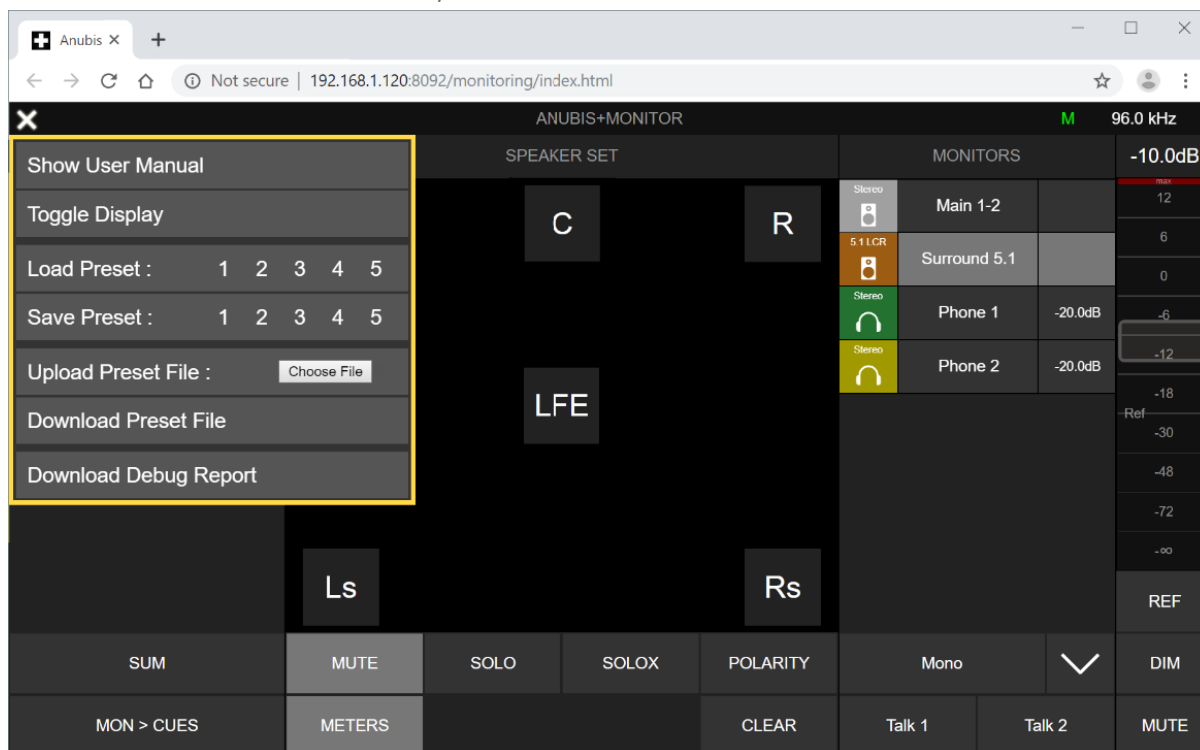 Anubis
Not secure | 192.168.1.120:8092/monitoring/index.html
ANUBIS+MONITOR
M
96.0 kHz
Show User Manual
Toggle Display
Load Preset : 1 2 3 4 5
Save Preset : 1 2 3 4 5
Upload Preset File : Choose File
Download Preset File
Download Debug Report
SPEAKER SET
C
R
LFE
Ls
Rs
MONITORS
Stereo
Main 1-2
5.1 LCR
Surround 5.1
Stereo
Phone 1
-20.0dB
Stereo
Phone 2
-20.0dB
-10.0dB
max
12
6
0
-6
-12
-18
Ref
-30
-48
-72
-∞
REF
SUM
MUTE
SOLO
SOLOX
POLARITY
Mono
DIM
MON > CUES
METERS
CLEAR
Talk 1
Talk 2
MUTE